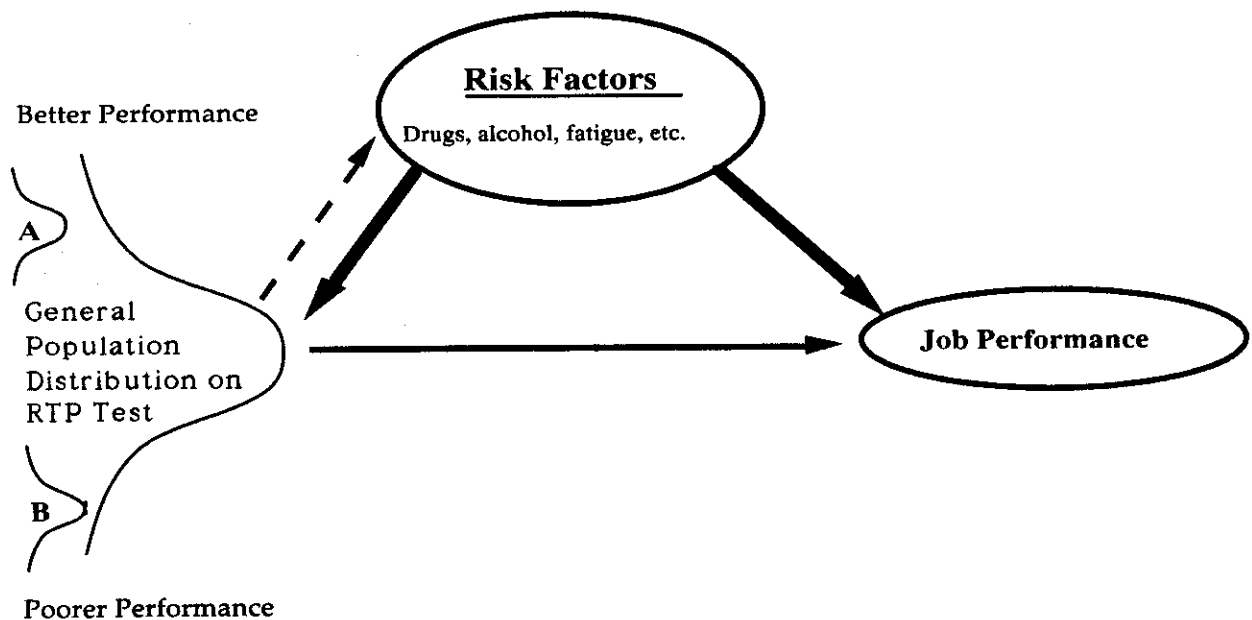 Risk Factors
Drugs, alcohol, fatigue, etc.
Better Performance
A
General
Population
Distribution on
RTP Test
B
Poorer Performance
Job Performance